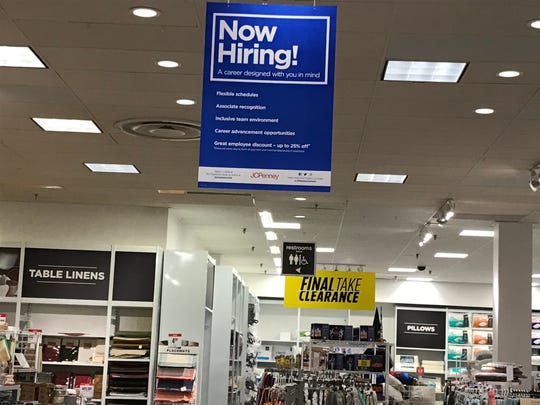 Now
Hiring!
A career designed with you in mind
Flexible schedules
Associate recognition
Inclusive team environment
Career advancement opportunities
Great employee discount – up to 25% off*
JCPenney
restrooms
FINAL TAKE
CLEARANCE
TABLE LINENS
PILLOWS
PLACEMATS